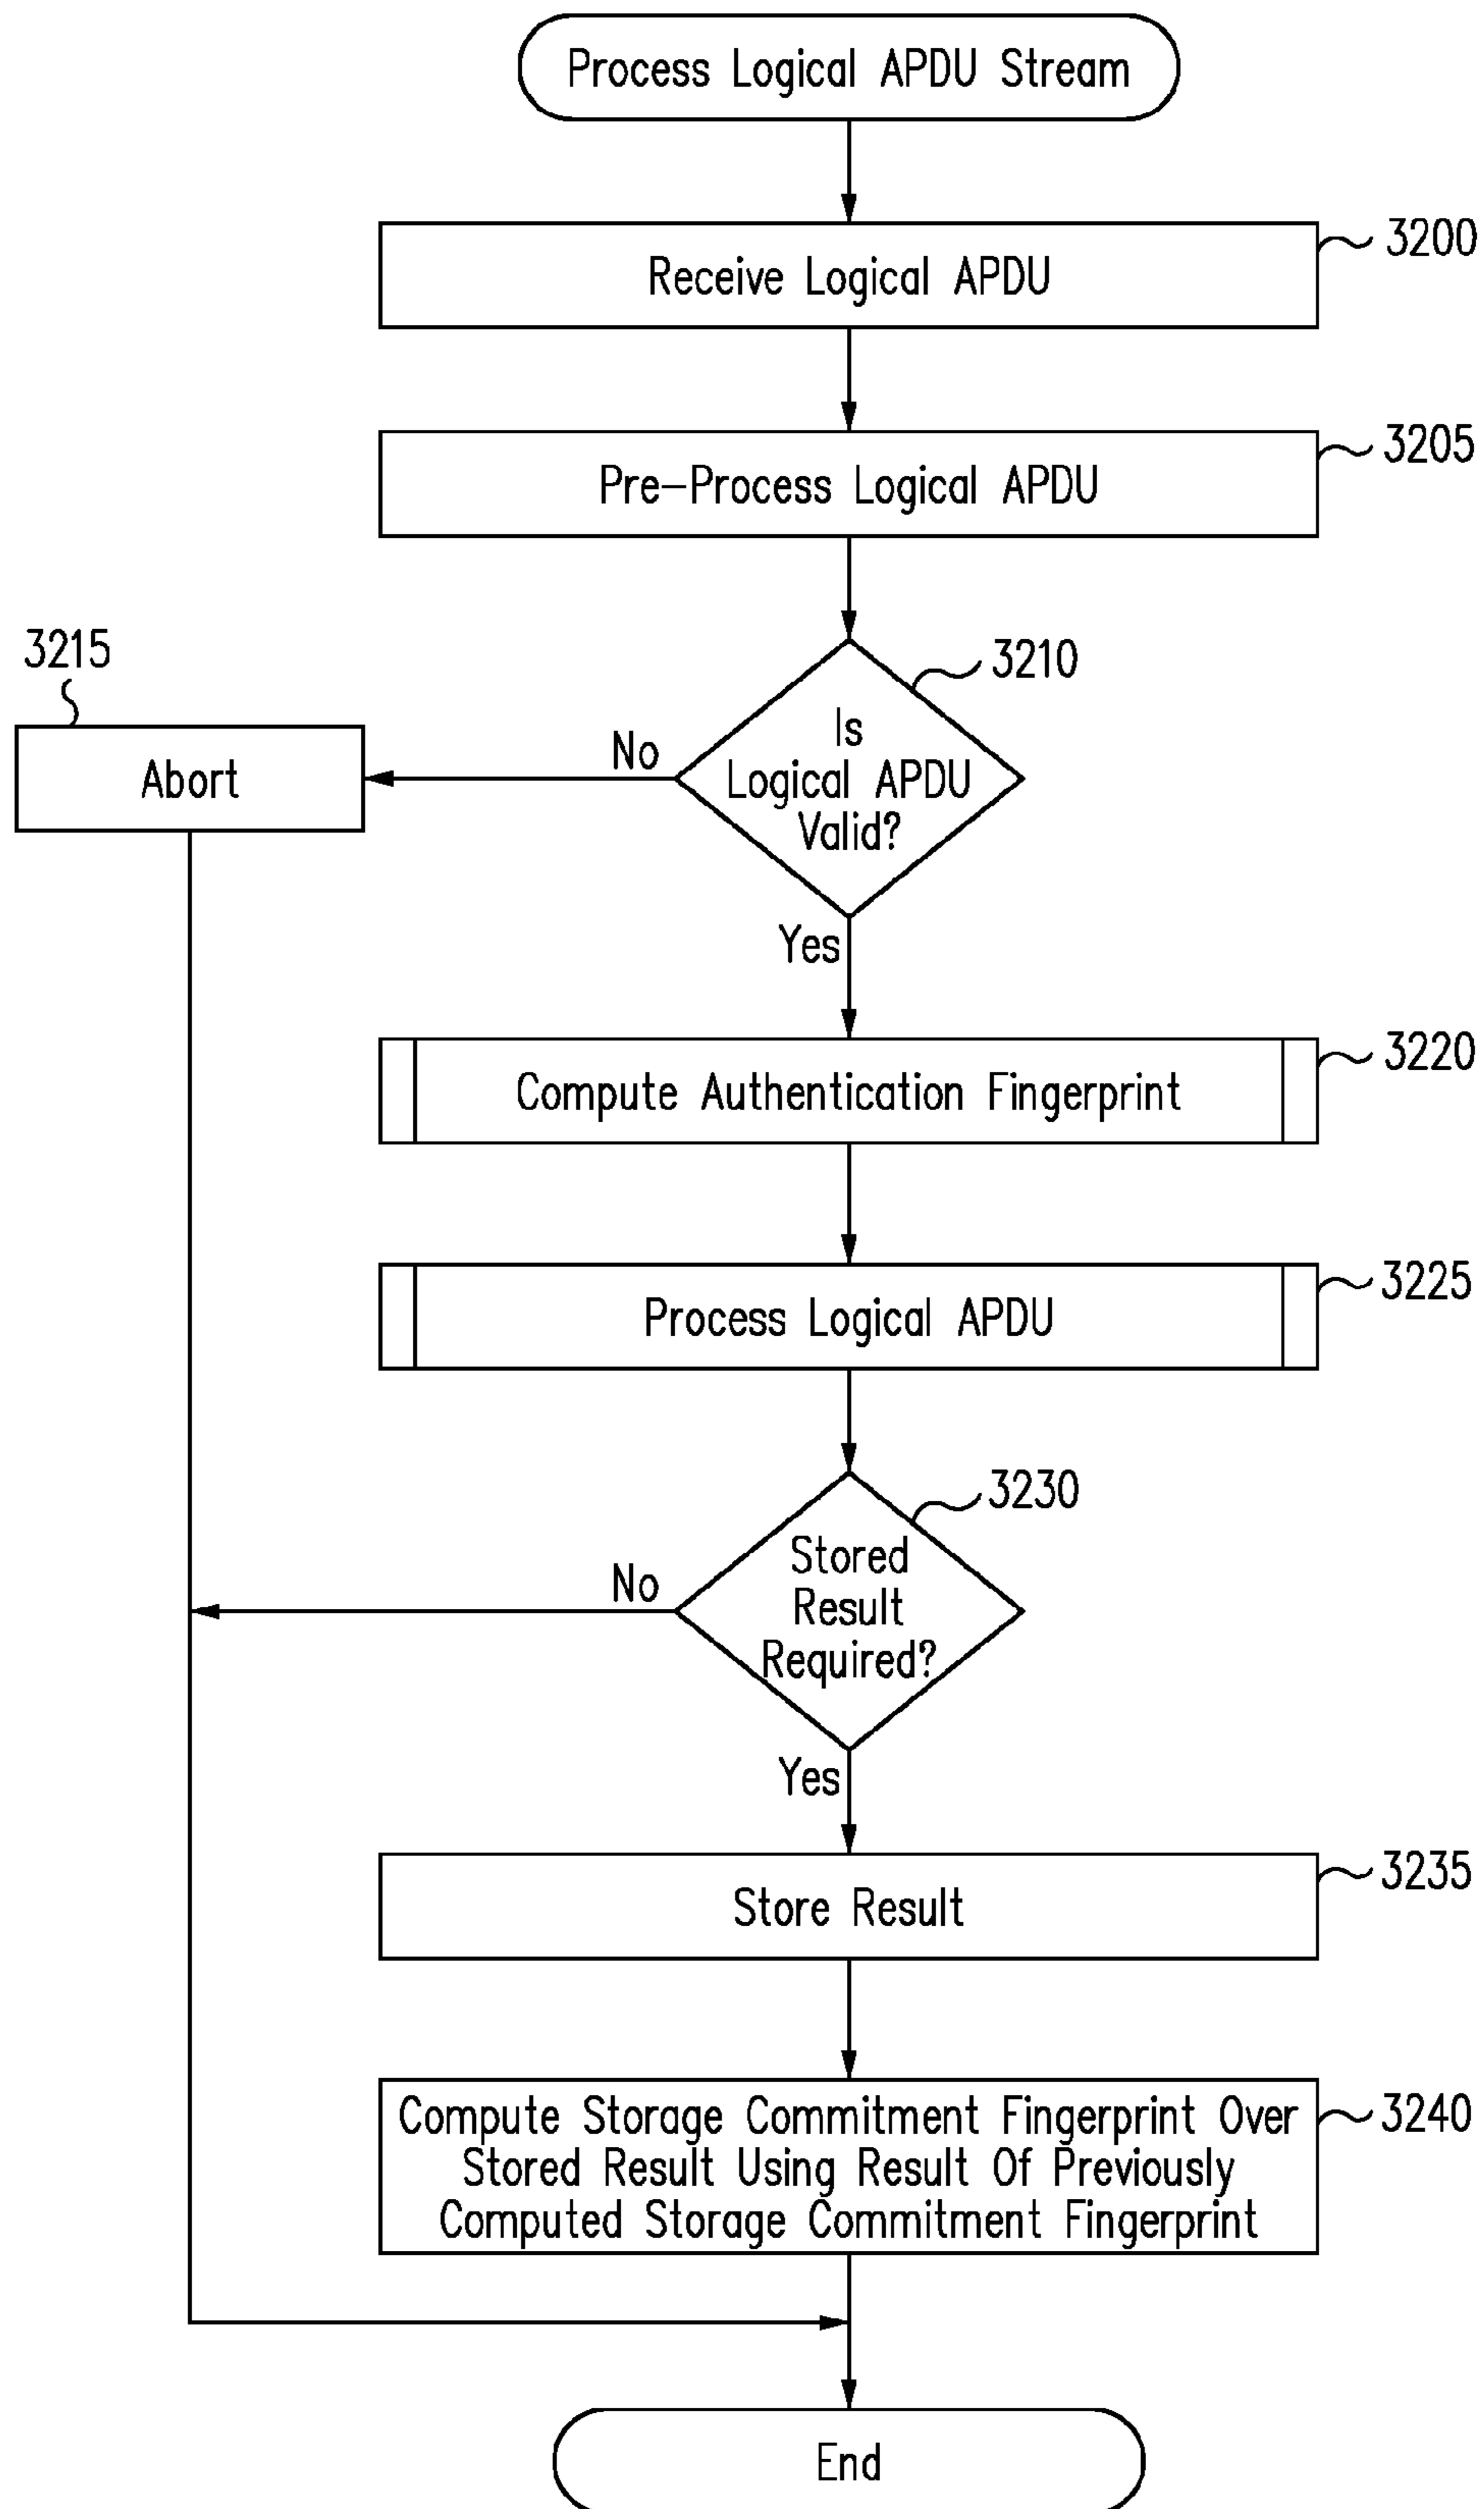 Process Logical APDU Stream
3200
Receive Logical APDU
3205
Pre-Process Logical APDU
3215
3210
Is
Logical APDU
Valid?
No
Abort
Yes
3220
Compute Authentication Fingerprint
3225
Process Logical APDU
3230
Stored
Result
Required?
No
Yes
3235
Store Result
3240
Compute Storage Commitment Fingerprint Over
Stored Result Using Result Of Previously
Computed Storage Commitment Fingerprint
End